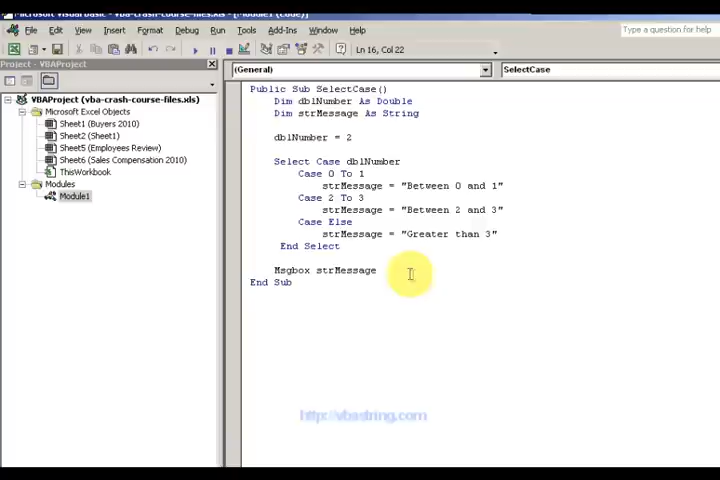 Microsoft Visual Basic - vba-crash-course-files.xls - [Module1 (Code)]
File Edit View Insert Format Debug Run Tools Add-Ins Window Help
Type a question for help
Ln 16, Col 22
Project - VBAProject
(General)
SelectCase
VBAProject (vba-crash-course-files.xls)
Microsoft Excel Objects
Sheet1 (Buyers 2010)
Sheet2 (Sheet1)
Sheet5 (Employees Review)
Sheet6 (Sales Compensation 2010)
ThisWorkbook
Modules
Module1
Public Sub SelectCase()
Dim dblNumber As Double
Dim strMessage As String
dblNumber = 2
Select Case dblNumber
Case 0 To 1
strMessage = "Between 0 and 1"
Case 2 To 3
strMessage = "Between 2 and 3"
Case Else
strMessage = "Greater than 3"
End Select
Msgbox strMessage
End Sub
http://vbastring.com